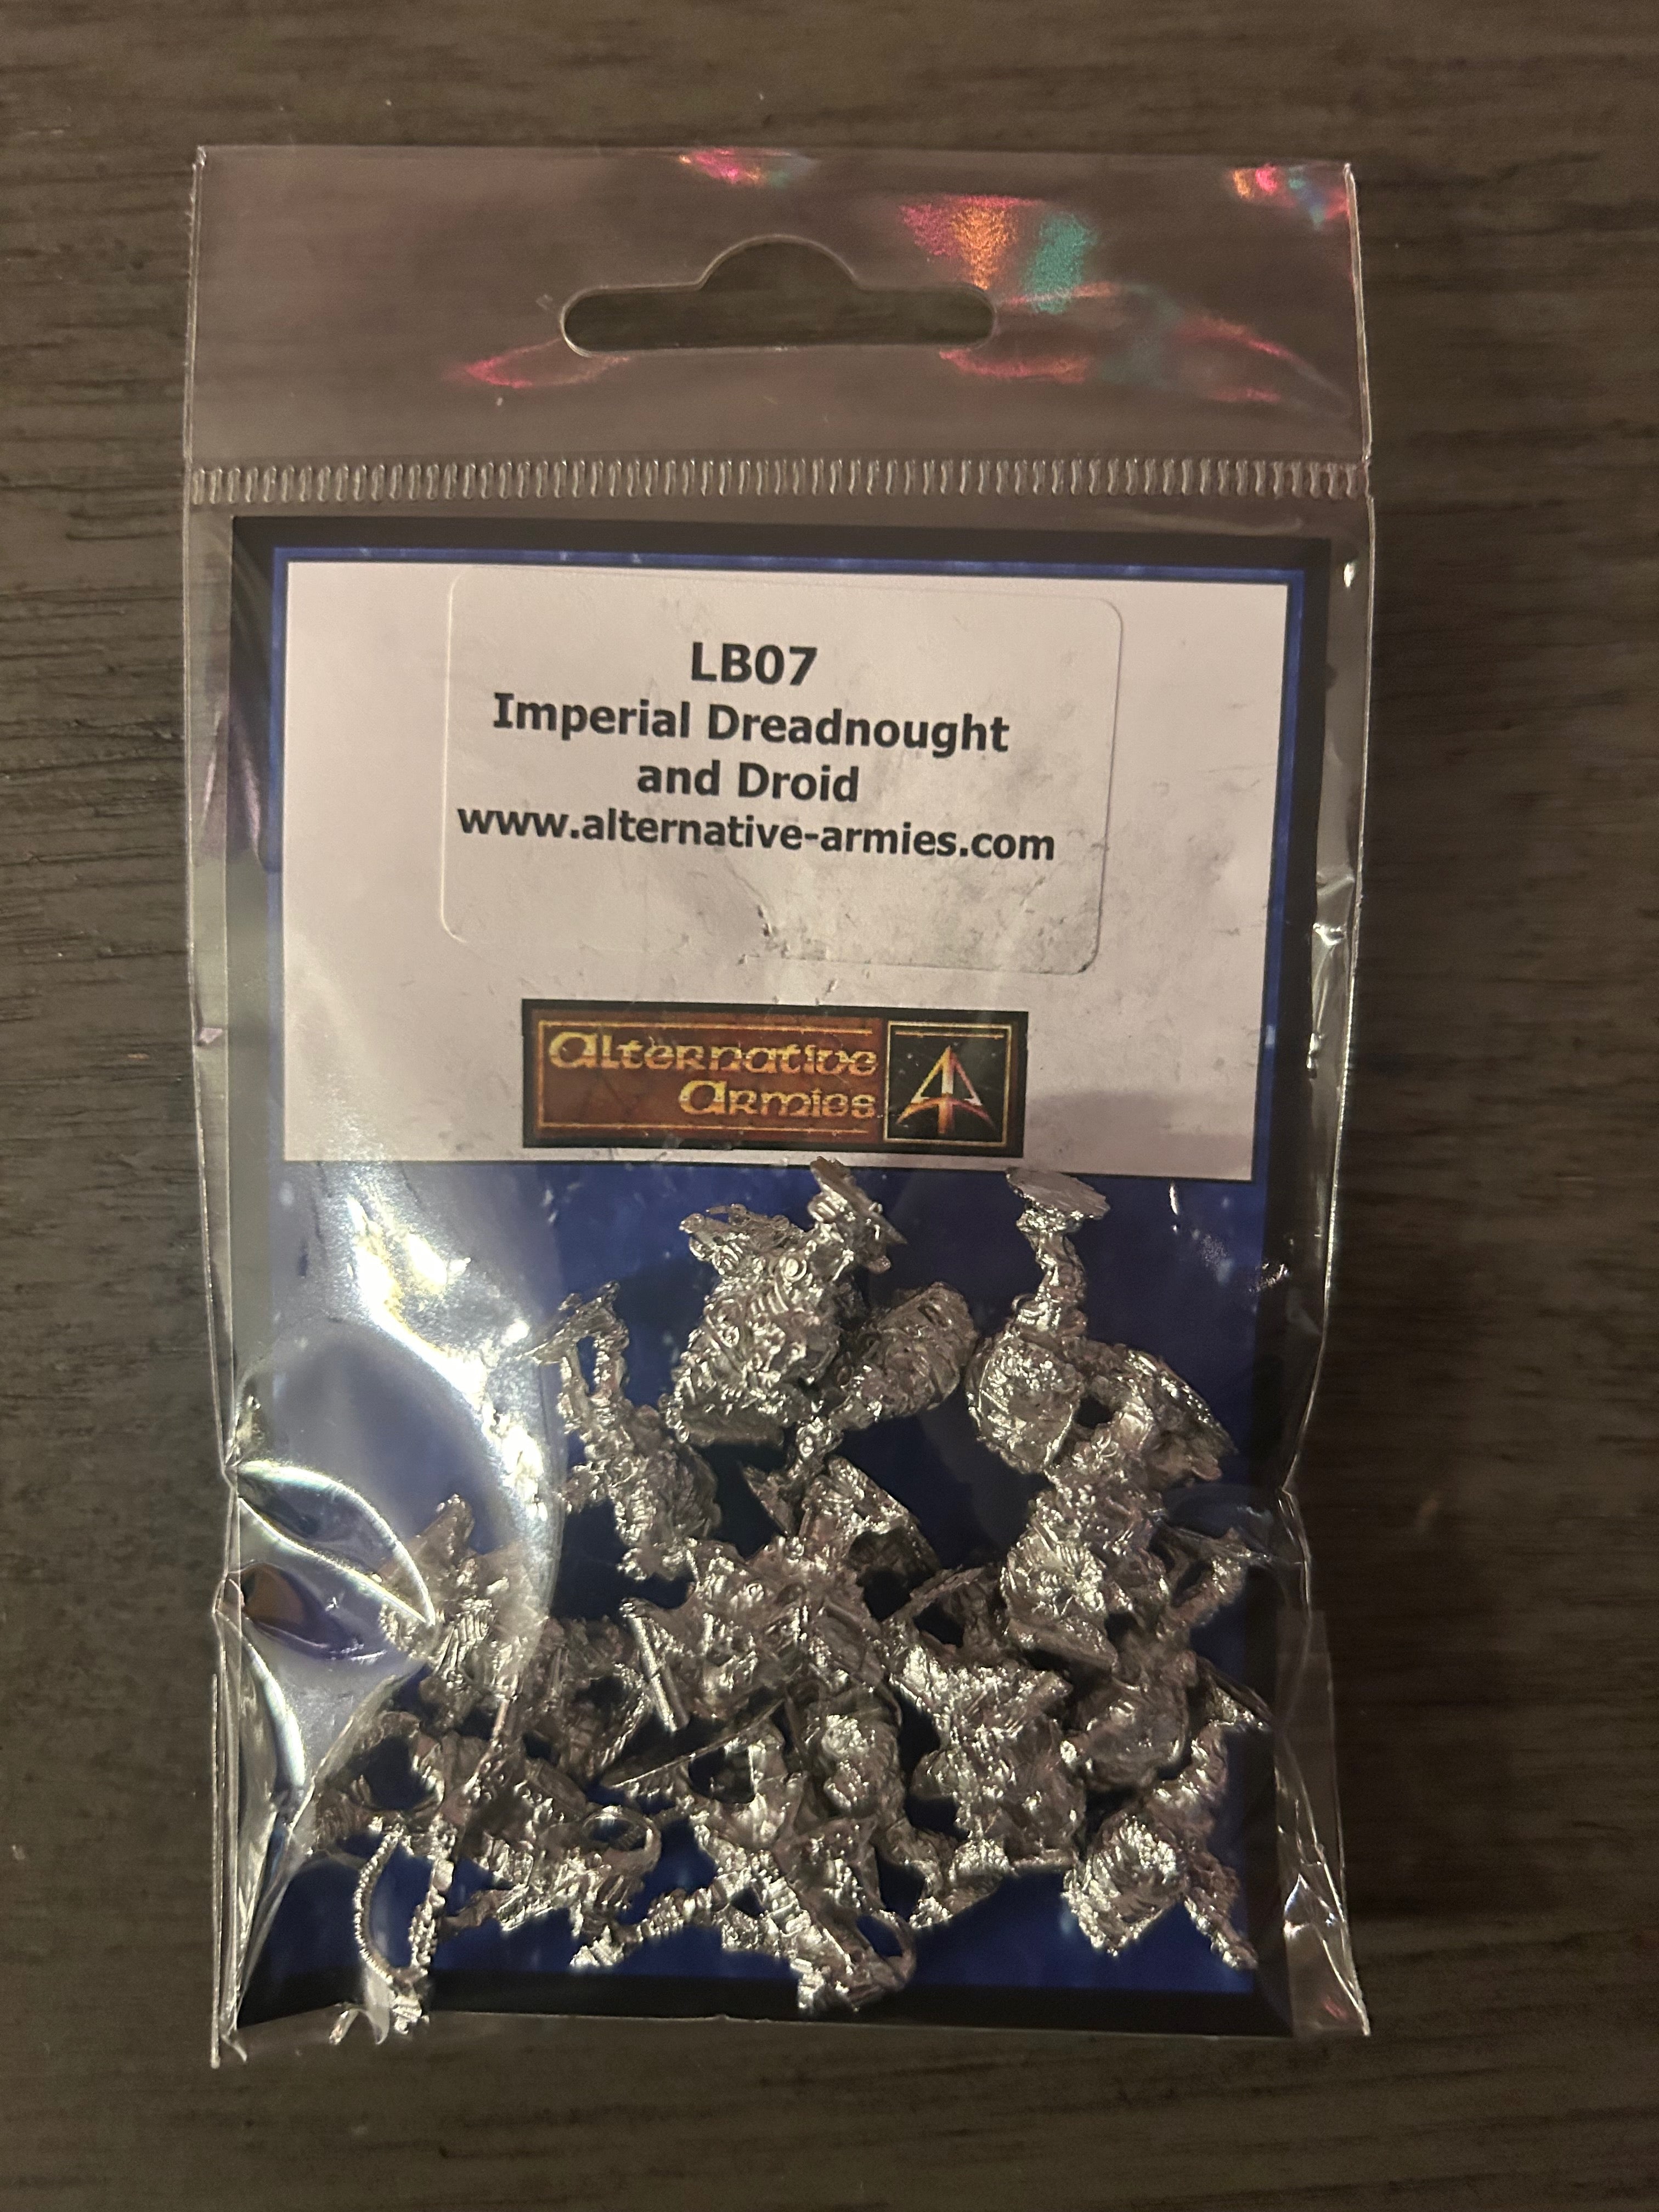 LB07
Imperial Dreadnought
and Droid
www.alternative-armies.com
Alternative
Armies